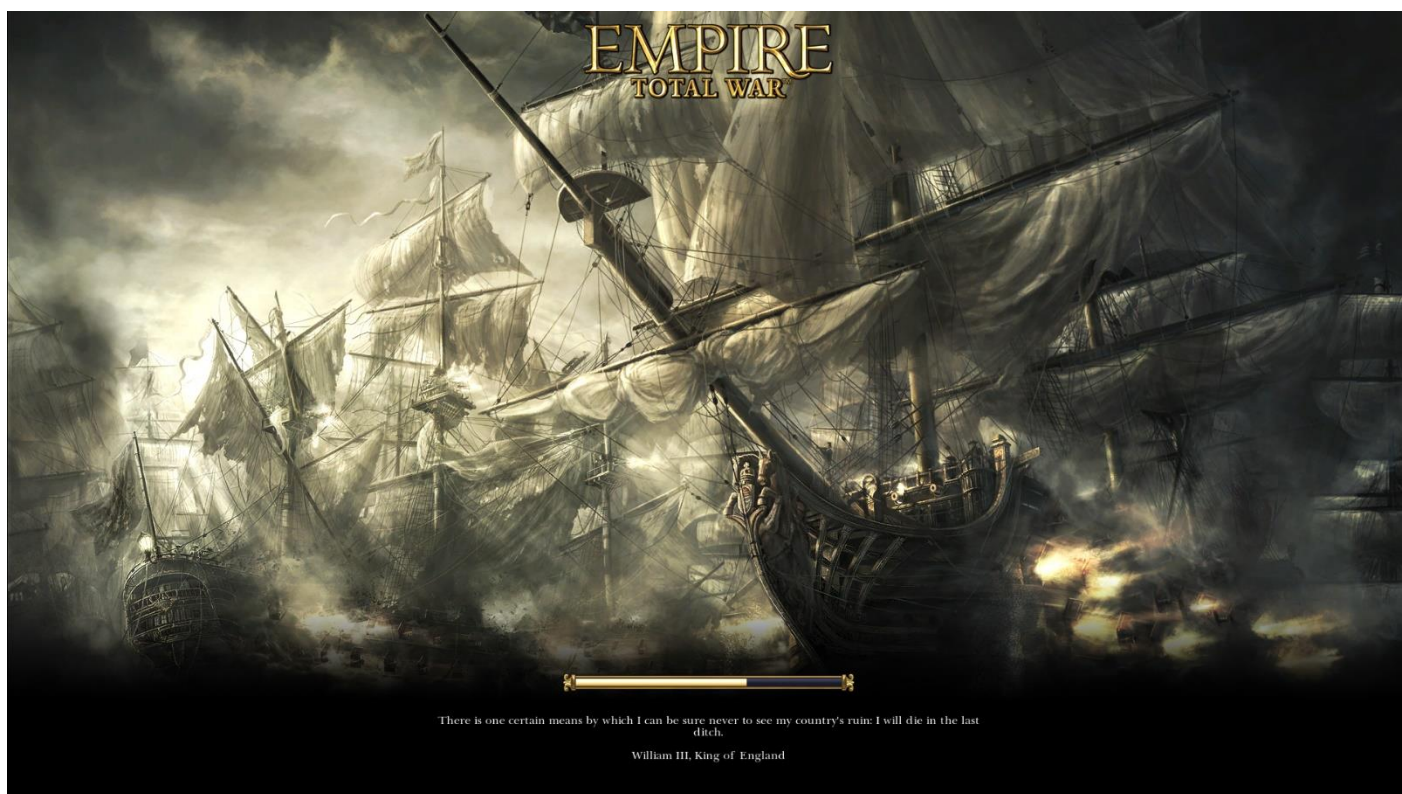 EMPIRE
TOTAL WAR
There is one certain means by which I can be sure never to see my country's ruin: I will die in the last
ditch.
William III, King of England